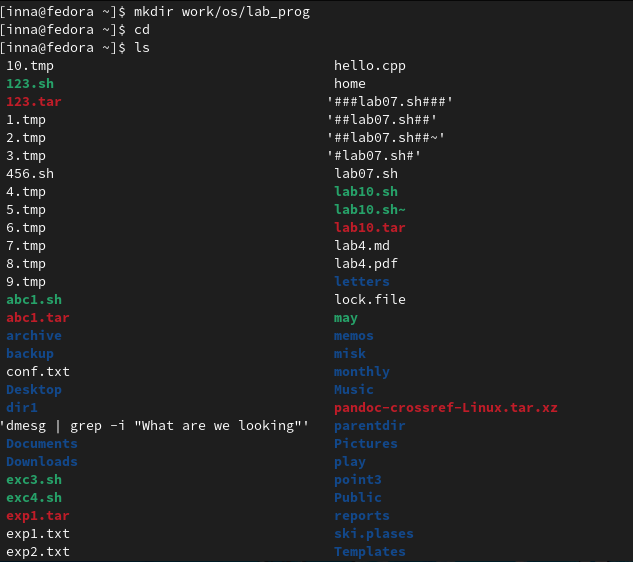 [inna@fedora ~]$ mkdir work/os/lab_prog
[inna@fedora ~]$ cd
[inna@fedora ~]$ ls
10.tmp hello.cpp
123.sh home
123.tar '###lab07.sh###'
1.tmp '##lab07.sh##'
2.tmp '##lab07.sh##~'
3.tmp '#lab07.sh#'
456.sh lab07.sh
4.tmp lab10.sh
5.tmp lab10.sh~
6.tmp lab10.tar
7.tmp lab4.md
8.tmp lab4.pdf
9.tmp letters
abc1.sh lock.file
abc1.tar may
archive memos
backup misk
conf.txt monthly
Desktop Music
dir1 pandoc-crossref-Linux.tar.xz
'dmesg | grep -i "What are we looking"' parentdir
Documents Pictures
Downloads play
exc3.sh point3
exc4.sh Public
exp1.tar reports
exp1.txt ski.plases
exp2.txt Templates